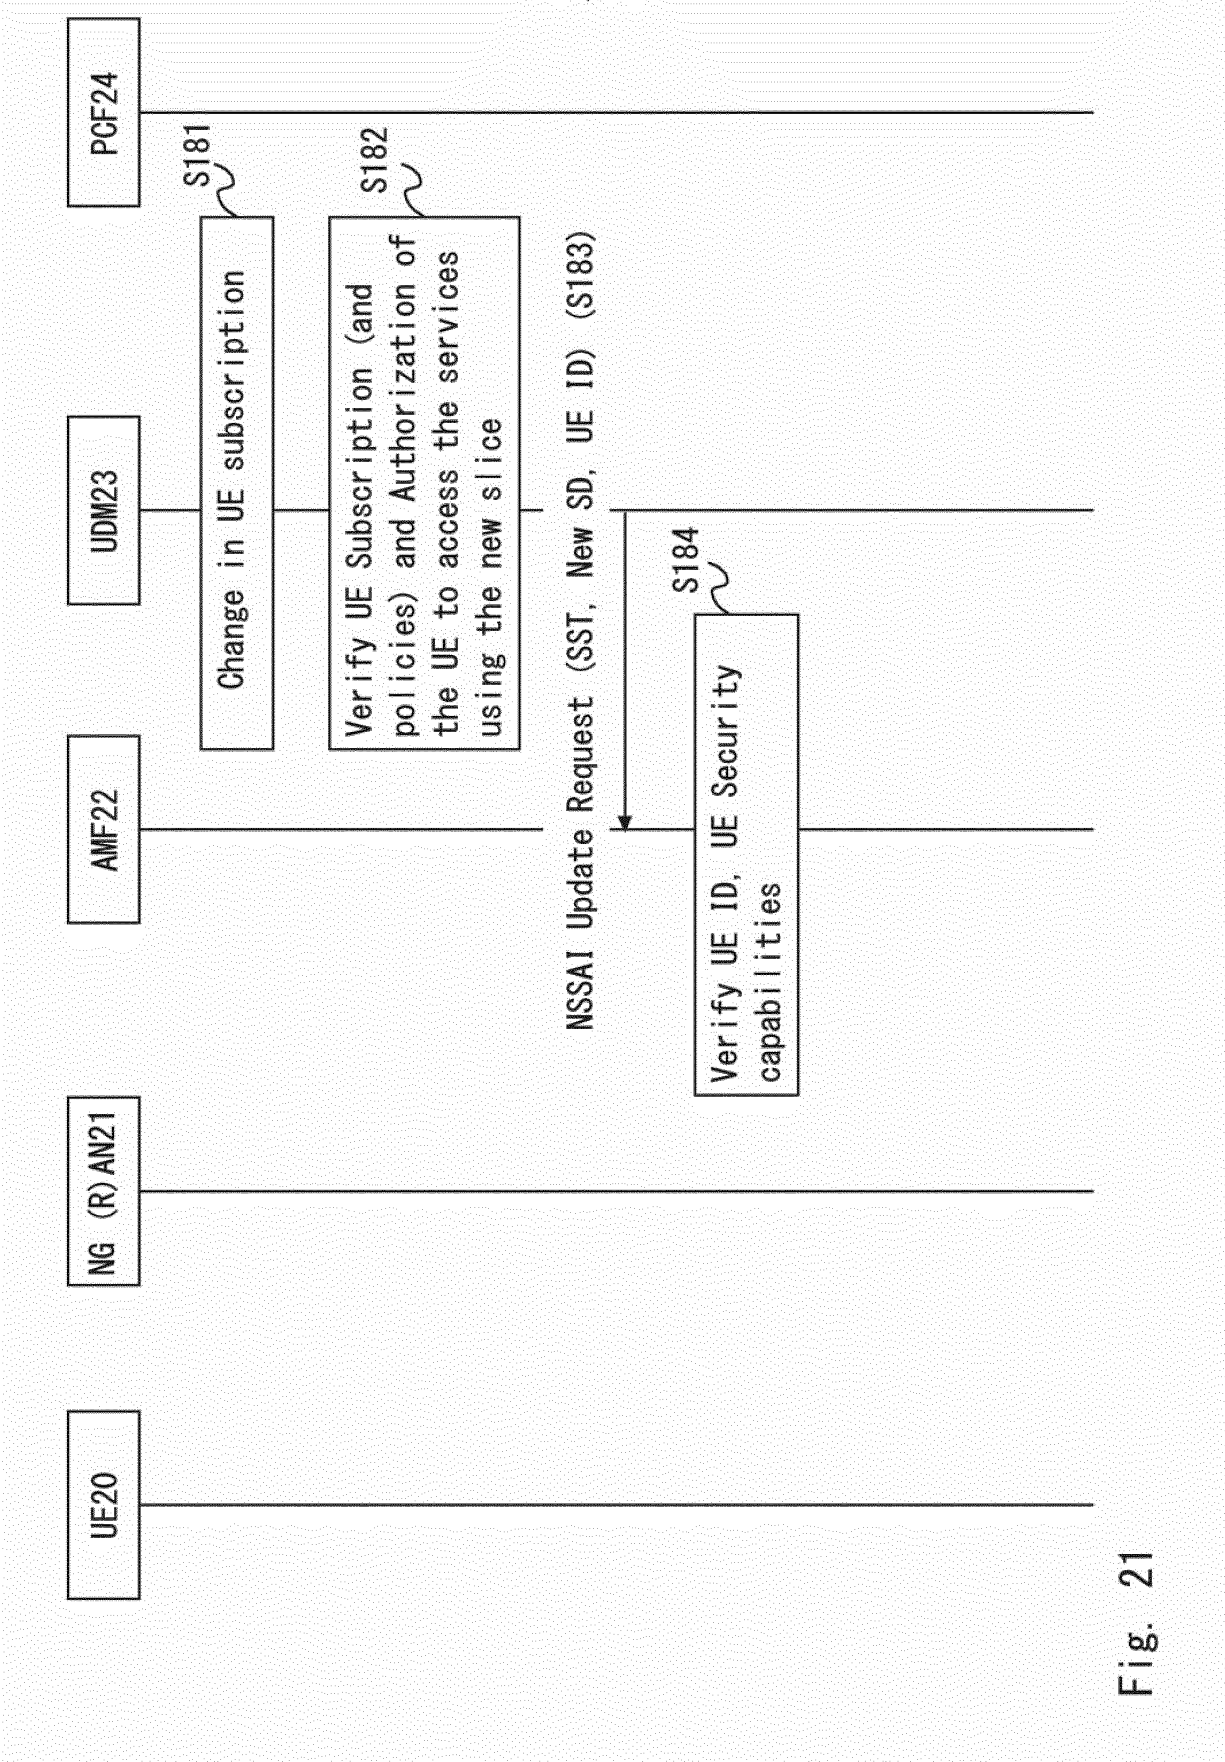 UE20
NG (R)AN21
AMF22
UDM23
PCF24
S181
Change in UE subscription
S182
Verify UE Subscription (and
policies) and Authorization of
the UE to access the services
using the new slice
NSSAI Update Request (SST, New SD, UE ID) (S183)
S184
Verify UE ID, UE Security
capabilities
Fig. 21